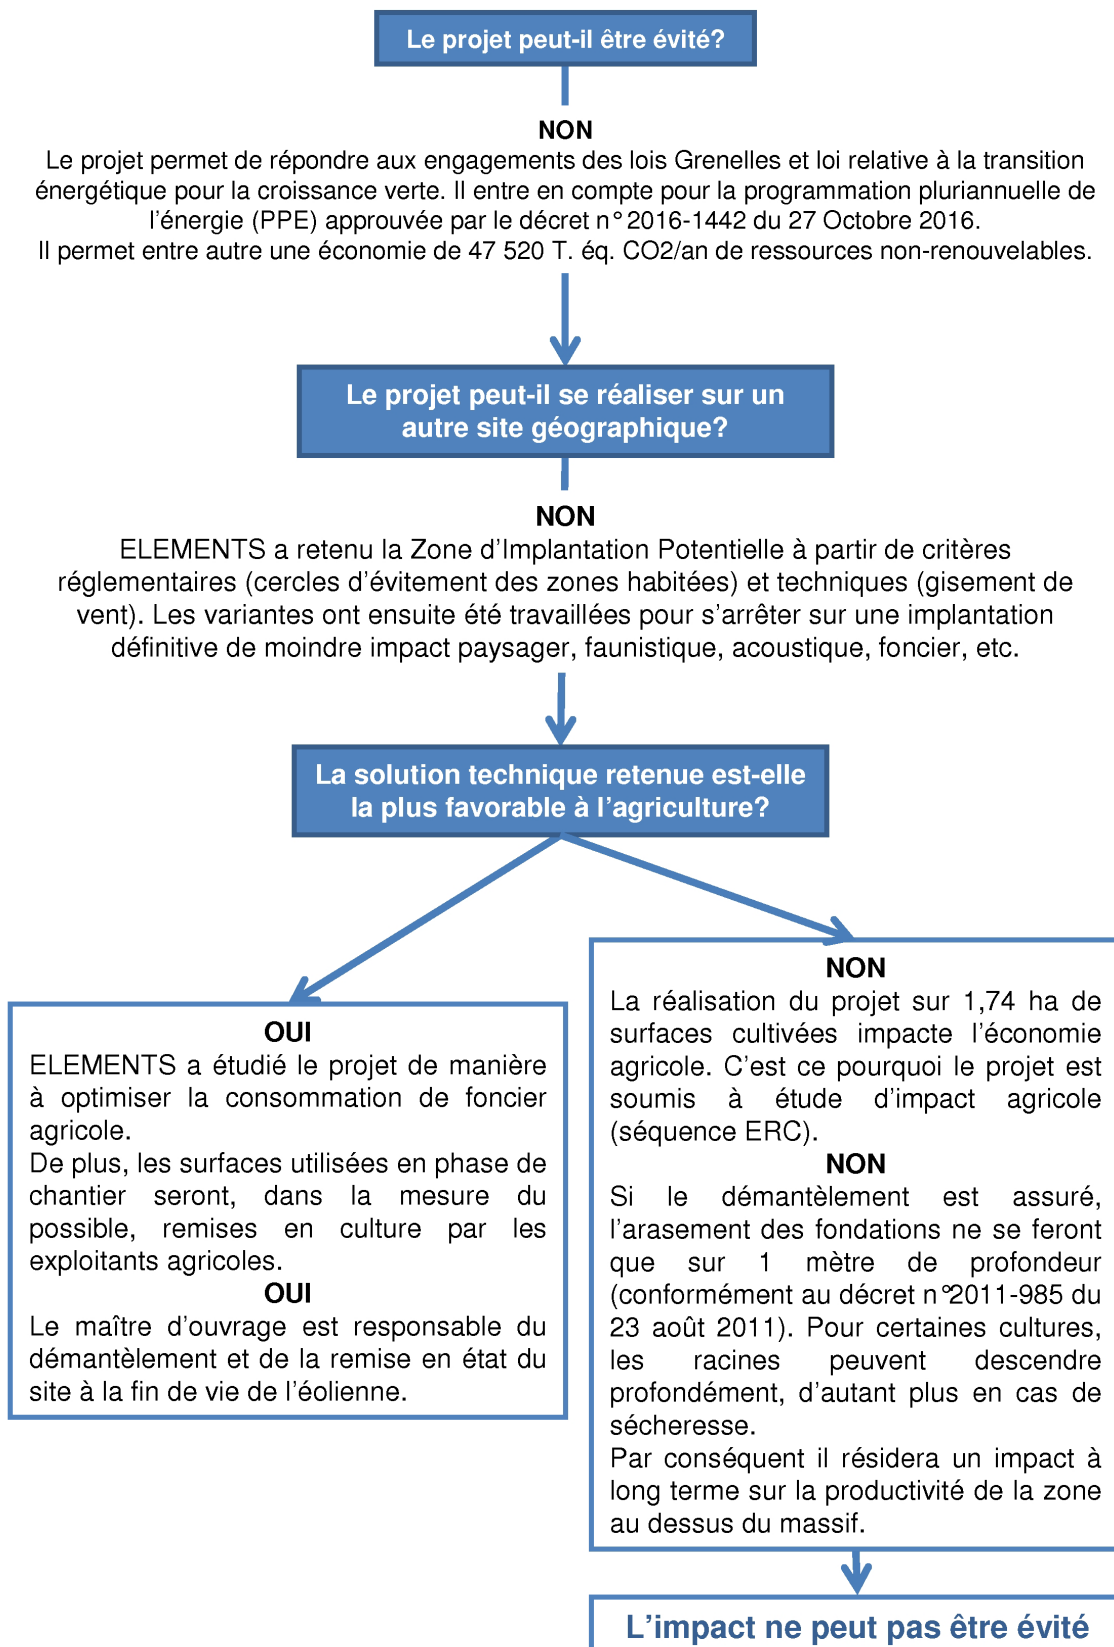 Le projet peut-il être évité?
NON
Le projet permet de répondre aux engagements des lois Grenelles et loi relative à la transition
énergétique pour la croissance verte. Il entre en compte pour la programmation pluriannuelle de
l'énergie (PPE) approuvée par le décret n° 2016-1442 du 27 Octobre 2016.
Il permet entre autre une économie de 47 520 T. éq. CO2/an de ressources non-renouvelables.
Le projet peut-il se réaliser sur un
autre site géographique?
NON
ELEMENTS a retenu la Zone d'Implantation Potentielle à partir de critères
réglementaires (cercles d'évitement des zones habitées) et techniques (gisement de
vent). Les variantes ont ensuite été travaillées pour s'arrêter sur une implantation
définitive de moindre impact paysager, faunistique, acoustique, foncier, etc.
La solution technique retenue est-elle
la plus favorable à l'agriculture?
OUI
ELEMENTS a étudié le projet de manière
à optimiser la consommation de foncier
agricole.
De plus, les surfaces utilisées en phase de
chantier seront, dans la mesure du
possible, remises en culture par les
exploitants agricoles.
OUI
Le maître d'ouvrage est responsable du
démantèlement et de la remise en état du
site à la fin de vie de l'éolienne.
NON
La réalisation du projet sur 1,74 ha de
surfaces cultivées impacte l'économie
agricole. C'est ce pourquoi le projet est
soumis à étude d'impact agricole
(séquence ERC).
NON
Si le démantèlement est assuré,
l'arasement des fondations ne se feront
que sur 1 mètre de profondeur
(conformément au décret n°2011-985 du
23 août 2011). Pour certaines cultures,
les racines peuvent descendre
profondément, d'autant plus en cas de
sécheresse.
Par conséquent il résidera un impact à
long terme sur la productivité de la zone
au dessus du massif.
L'impact ne peut pas être évité